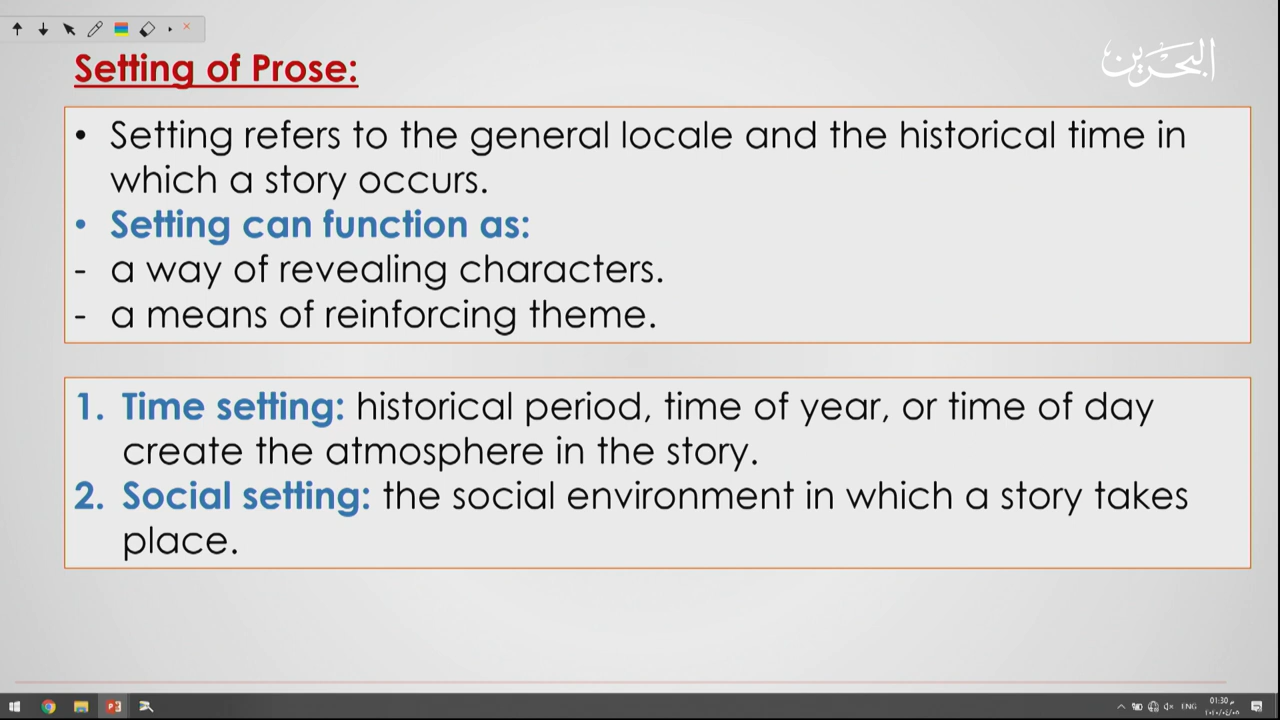 Setting of Prose:
البحرين
• Setting refers to the general locale and the historical time in
which a story occurs.
• Setting can function as:
- a way of revealing characters.
- a means of reinforcing theme.
1. Time setting: historical period, time of year, or time of day
create the atmosphere in the story.
2. Social setting: the social environment in which a story takes
place.
ENG
01:30 م